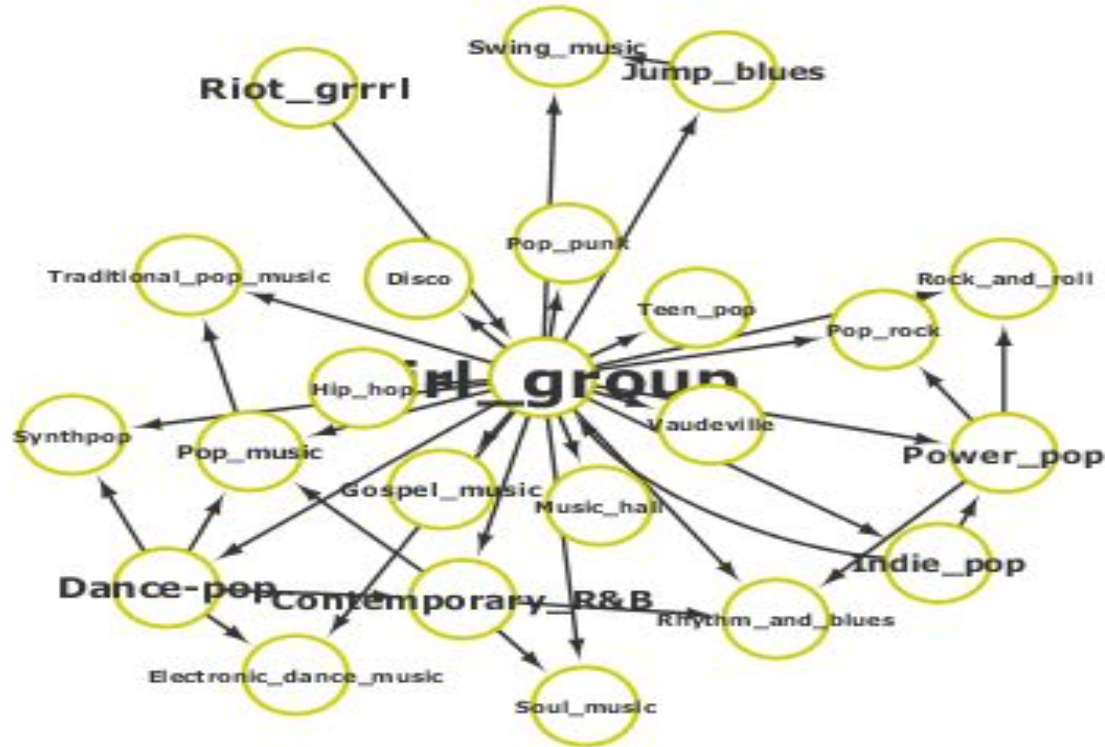 Swing_music
Jump_blues
Riot_grrrl
Pop_punk
Traditional_pop_music
Disco
Rock_and_roll
Teen_pop
Pop_rock
irl_group
Hip_hop
Vaudeville
Synthpop
Pop_music
Power_pop
Gospel_music
Music_hall
Indie_pop
Dance-pop
Contemporary_R&B
Rhythm_and_blues
Electronic_dance_music
Soul_music